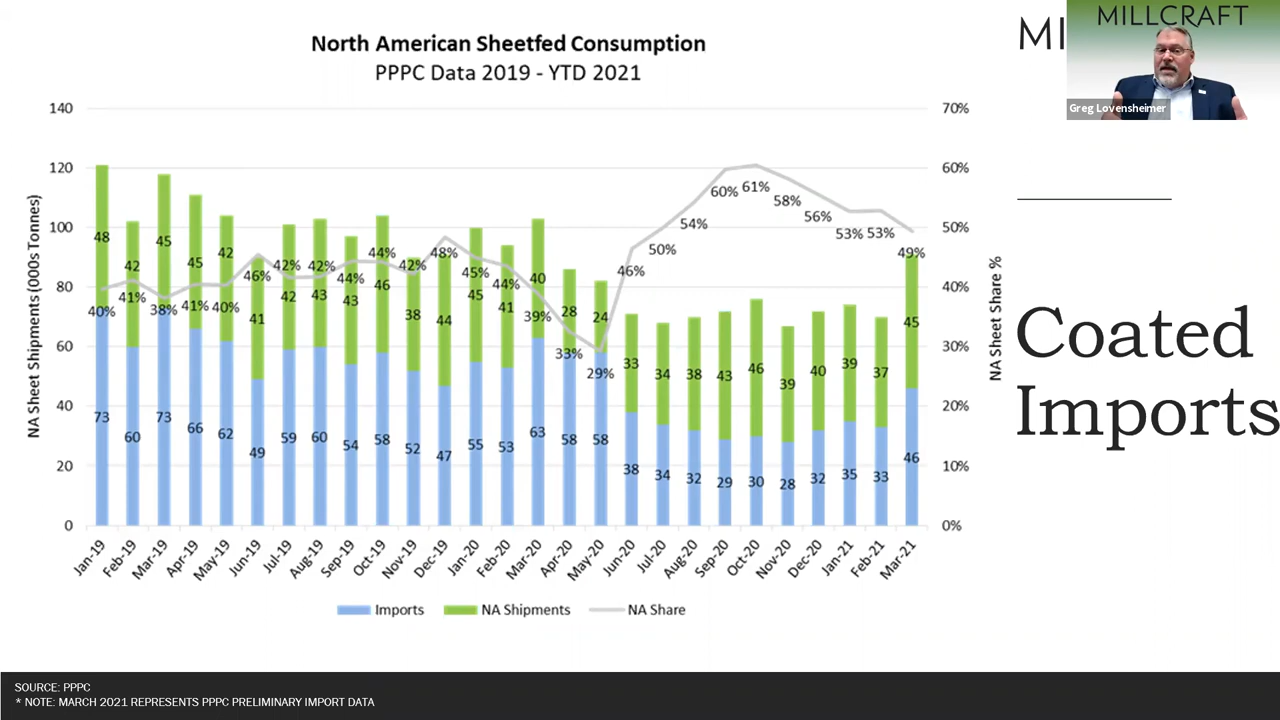 North American Sheetfed Consumption
PPPC Data 2019 - YTD 2021
MI
MILLCRAFT
Greg Lovensheimer
NA Sheet Shipments (000s Tonnes)
140
120
100
80
60
40
20
0
48 42 45 45 42 41 42 43 43 46 38 44 45 41 40 28 24 33 34 38 43 46 39 40 39 37 45
40% 41% 38% 41% 40% 46% 42% 42% 44% 44% 42% 48% 45% 44% 39% 33% 29% 46% 50% 54% 60% 61% 58% 56% 53% 53% 49%
73 60 73 66 62 49 59 60 54 58 52 47 55 53 63 58 58 38 34 32 29 30 28 32 35 33 46
70%
60%
50%
40%
30%
20%
10%
0%
NA Sheet Share %
Jan-19 Feb-19 Mar-19 Apr-19 May-19 Jun-19 Jul-19 Aug-19 Sep-19 Oct-19 Nov-19 Dec-19 Jan-20 Feb-20 Mar-20 Apr-20 May-20 Jun-20 Jul-20 Aug-20 Sep-20 Oct-20 Nov-20 Dec-20 Jan-21 Feb-21 Mar-21
Imports NA Shipments NA Share
Coated
Imports
SOURCE: PPPC
* NOTE: MARCH 2021 REPRESENTS PPPC PRELIMINARY IMPORT DATA